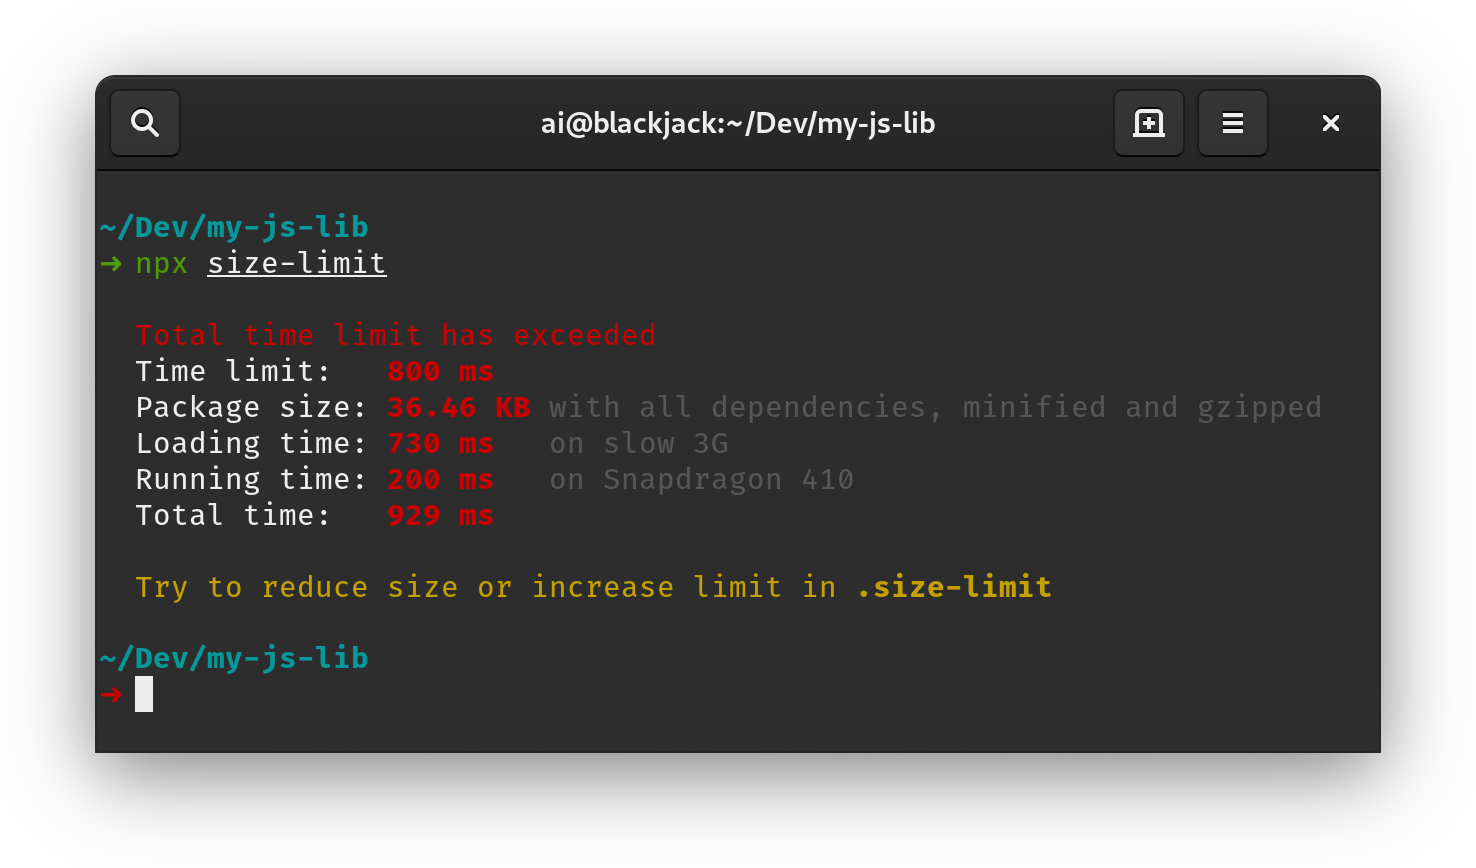 ai@blackjack:~/Dev/my-js-lib
~/Dev/my-js-lib
➜ npx size-limit
Total time limit has exceeded
Time limit: 800 ms
Package size: 36.46 KB with all dependencies, minified and gzipped
Loading time: 730 ms on slow 3G
Running time: 200 ms on Snapdragon 410
Total time: 929 ms
Try to reduce size or increase limit in .size-limit
~/Dev/my-js-lib
➜